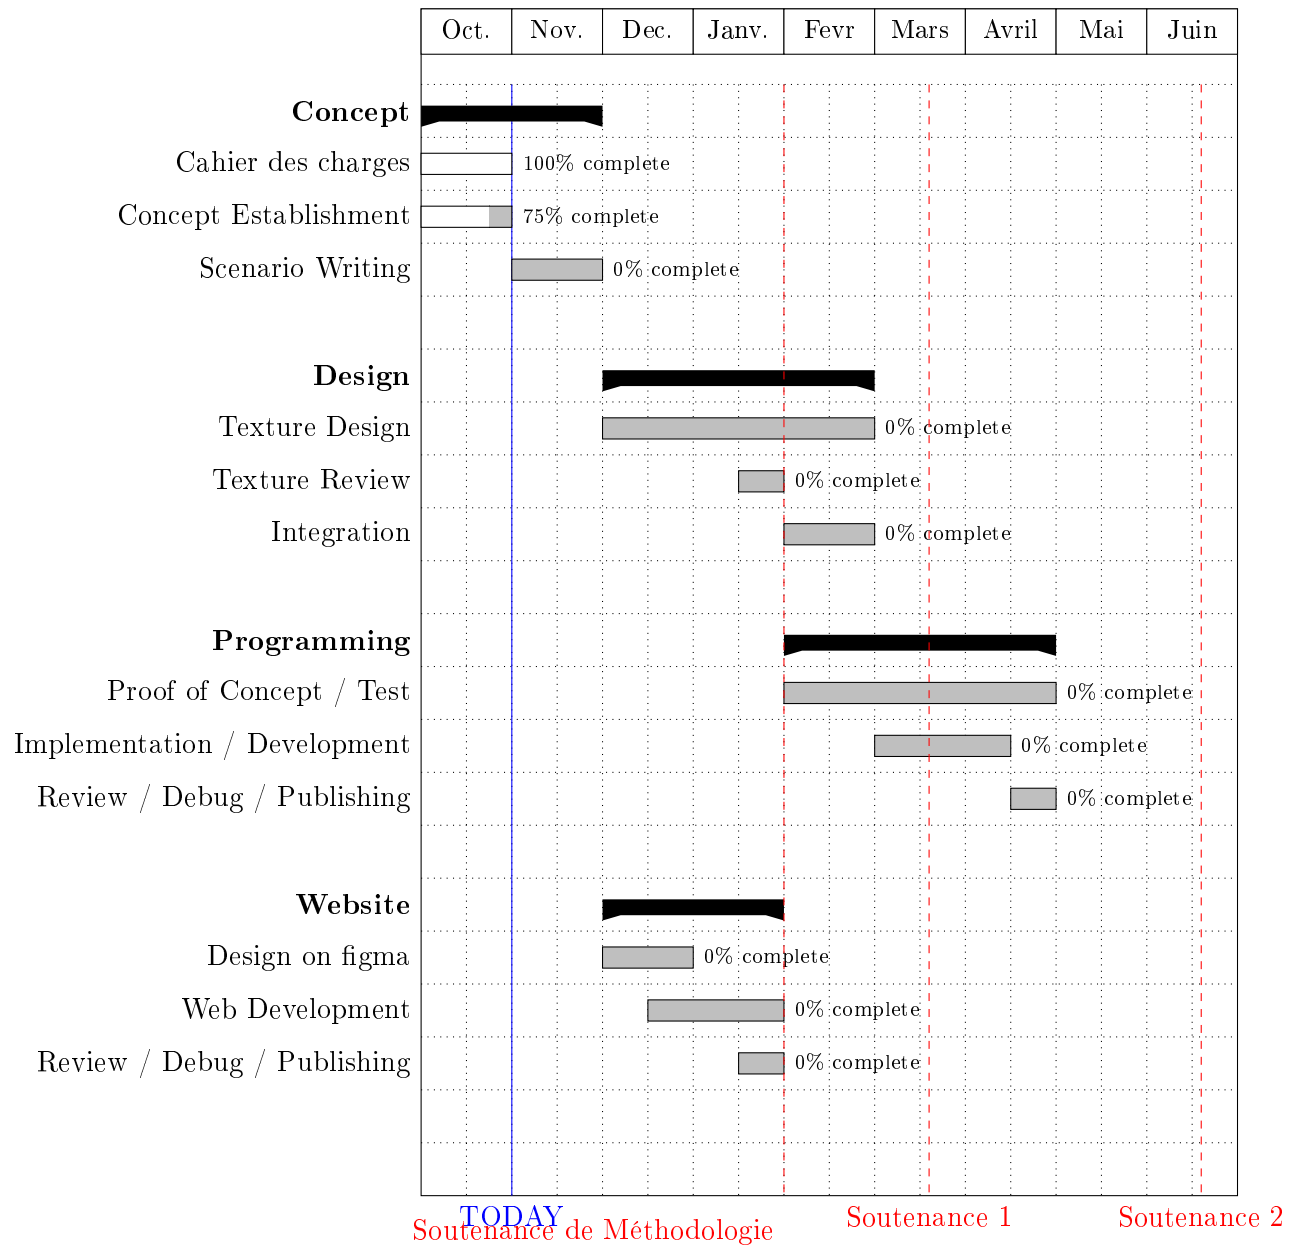 Oct. Nov. Dec. Janv. Fevr Mars Avril Mai Juin
Concept
Cahier des charges 100% complete
Concept Establishment 75% complete
Scenario Writing 0% complete
Design
Texture Design 0% complete
Texture Review 0% complete
Integration 0% complete
Programming
Proof of Concept / Test 0% complete
Implementation / Development 0% complete
Review / Debug / Publishing 0% complete
Website
Design on figma 0% complete
Web Development 0% complete
Review / Debug / Publishing 0% complete
TODAY Soutenance 1 Soutenance 2
Soutenance de Méthodologie